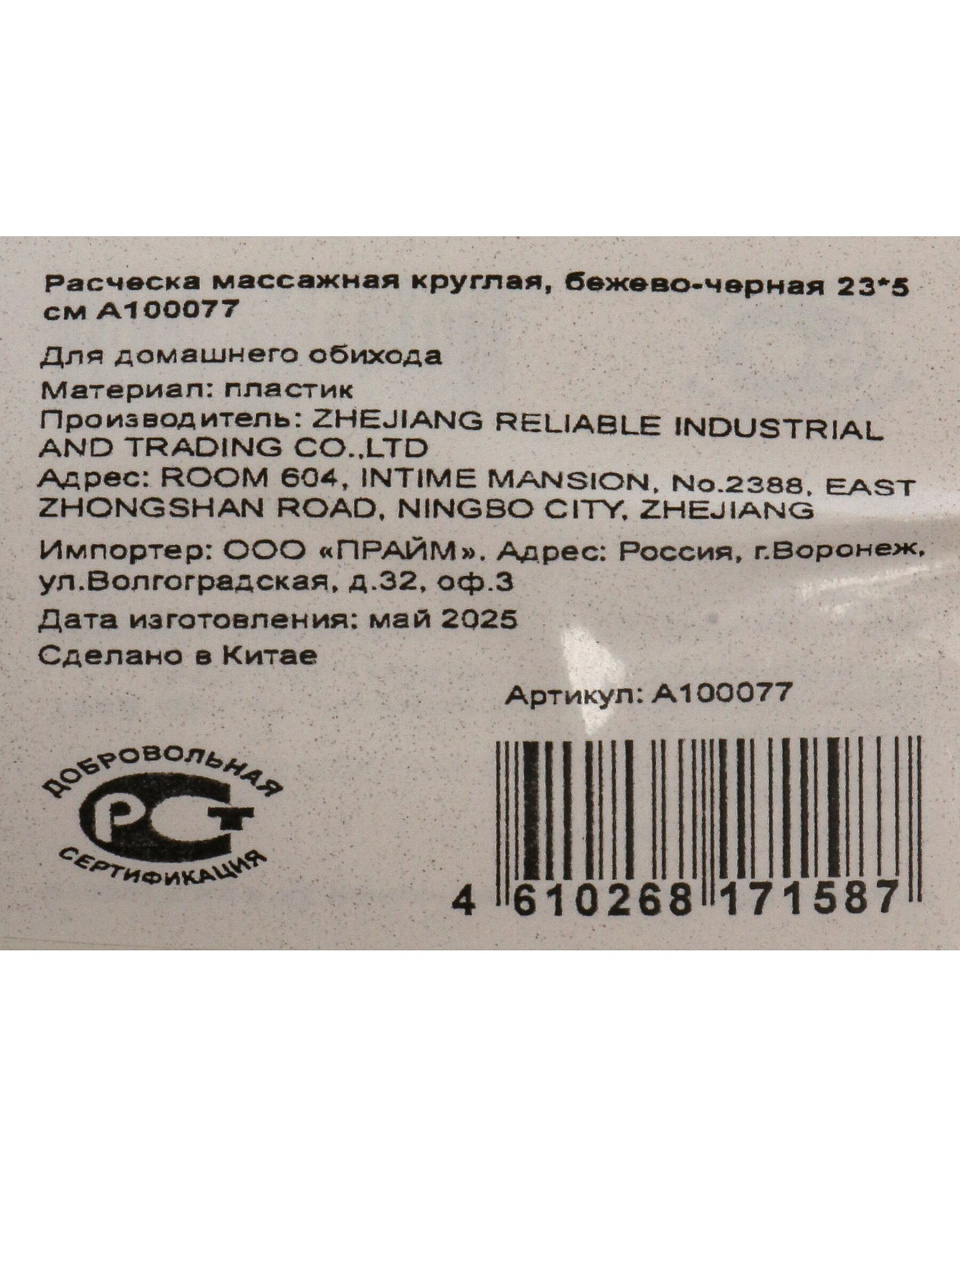 Расческа массажная круглая, бежево-черная 23*5
см А100077
Для домашнего обихода
Материал: пластик
Производитель: ZHEJIANG RELIABLE INDUSTRIAL
AND TRADING CO.,LTD
Адрес: ROOM 604, INTIME MANSION, No.2388, EAST
ZHONGSHAN ROAD, NINGBO CITY, ZHEJIANG
Импортер: ООО «ПРАЙМ». Адрес: Россия, г.Воронеж,
ул.Волгоградская, д.32, оф.3
Дата изготовления: май 2025
Сделано в Китае
Артикул: А100077
ДОБРОВОЛЬНАЯ
РСТ
СЕРТИФИКАЦИЯ
4 610268 171587